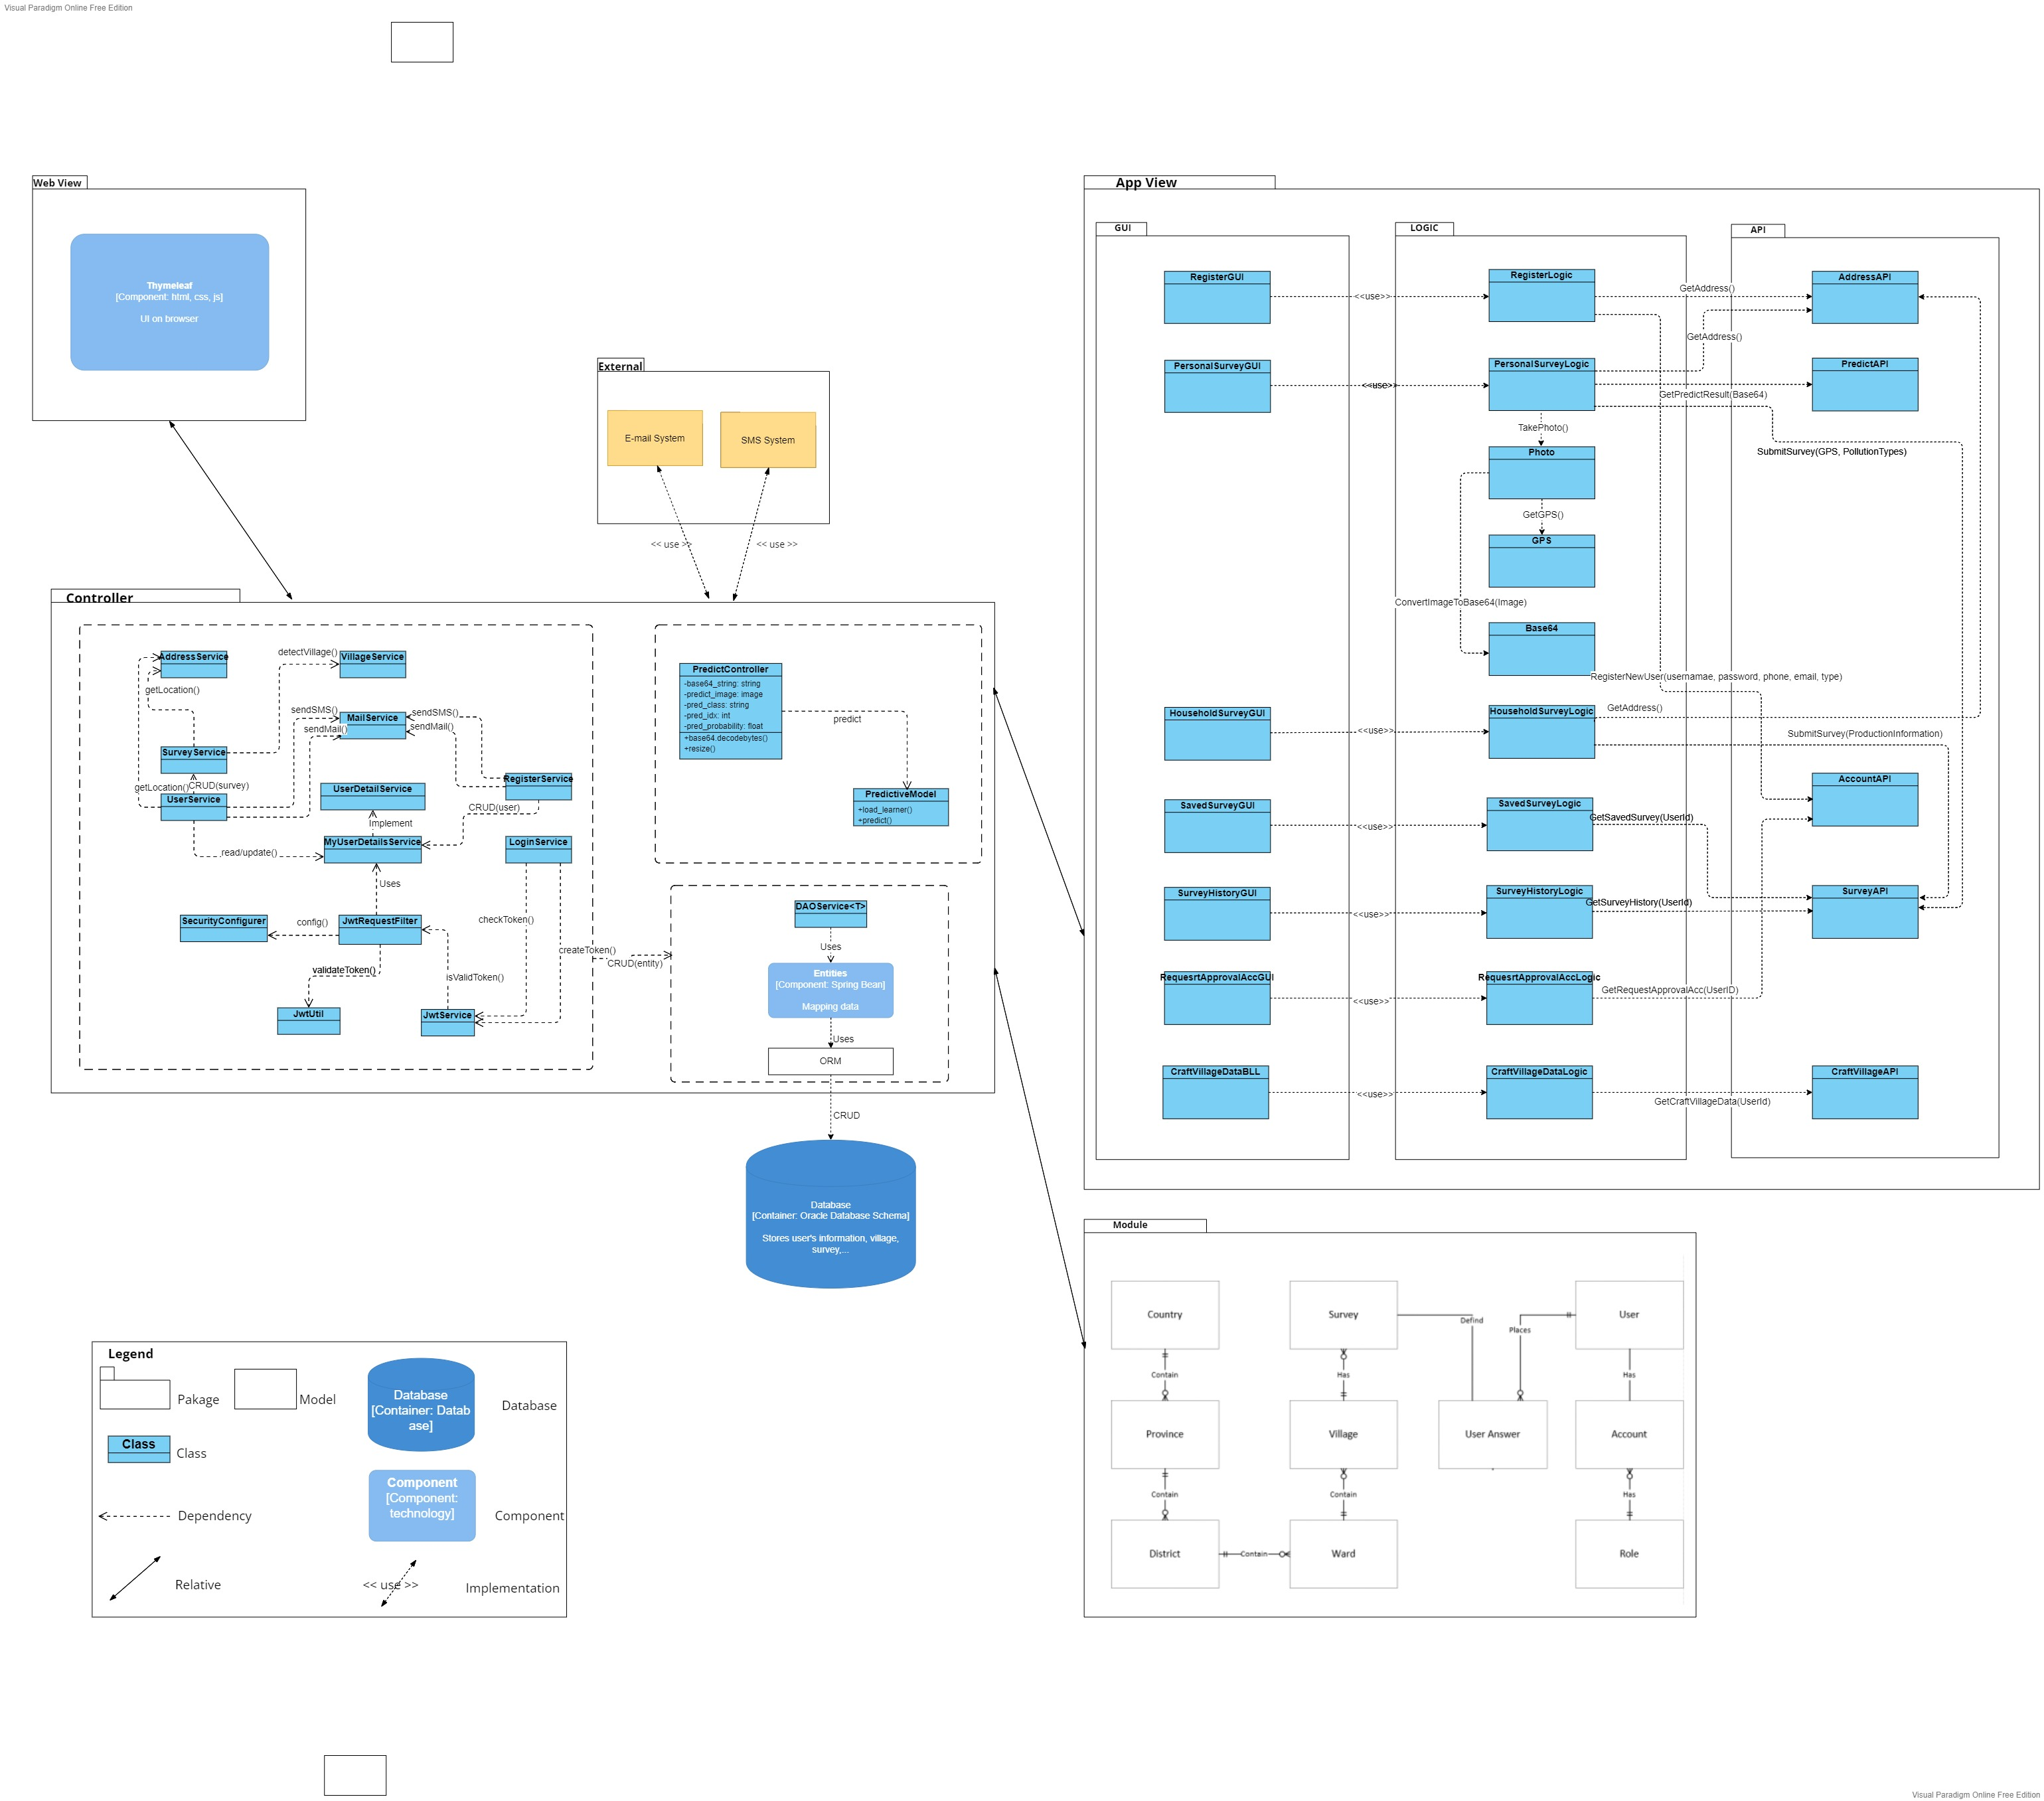 Visual Paradigm Online Free Edition
Web View
Thymeleaf
[Component: html, css, js]
UI on browser
External
E-mail System
SMS System
<< use >>
<< use >>
Controller
AddressService
detectVillage()
VillageService
getLocation()
sendSMS()
MailService
sendSMS()
sendMail()
sendMail()
SurveyService
getLocation()
CRUD(survey)
UserService
UserDetailService
RegisterService
CRUD(user)
Implement
read/update()
MyUserDetailsService
LoginService
Uses
SecurityConfigurer
config()
JwtRequestFilter
checkToken()
validateToken()
isValidToken()
createToken()
CRUD(entity)
JwtUtil
JwtService
PredictController
-base64_string: string
-predict_image: image
-pred_class: string
-pred_idx: int
-pred_probability: float
+base64.decodebytes()
+resize()
predict
PredictiveModel
+load_learner()
+predict()
DAOService<T>
Uses
Entities
[Component: Spring Bean]
Mapping data
Uses
ORM
CRUD
Database
[Container: Oracle Database Schema]
Stores user's information, village,
survey,...
App View
GUI
LOGIC
API
RegisterGUI
<<use>>
RegisterLogic
GetAddress()
AddressAPI
GetAddress()
PersonalSurveyGUI
<<use>>
PersonalSurveyLogic
PredictAPI
GetPredictResult(Base64)
TakePhoto()
SubmitSurvey(GPS, PollutionTypes)
Photo
GetGPS()
GPS
ConvertImageToBase64(Image)
Base64
RegisterNewUser(usernamae, password, phone, email, type)
HouseholdSurveyGUI
<<use>>
HouseholdSurveyLogic
GetAddress()
SubmitSurvey(ProductionInformation)
AccountAPI
SavedSurveyGUI
<<use>>
SavedSurveyLogic
GetSavedSurvey(UserId)
SurveyHistoryGUI
<<use>>
SurveyHistoryLogic
GetSurveyHistory(UserId)
SurveyAPI
RequesrtApprovalAccGUI
<<use>>
RequesrtApprovalAccLogic
GetRequestApprovalAcc(UserID)
CraftVillageDataBLL
<<use>>
CraftVillageDataLogic
GetCraftVillageData(UserId)
CraftVillageAPI
Module
Country
Survey
Defind
Places
User
Contain
Has
Has
Province
Village
User Answer
Account
Contain
Contain
Has
District
Contain
Ward
Role
Legend
Pakage
Model
Database
[Container: Datab
ase]
Database
Class
Class
Component
[Component:
technology]
Component
Dependency
Relative
<< use >>
Implementation
Visual Paradigm Online Free Edition